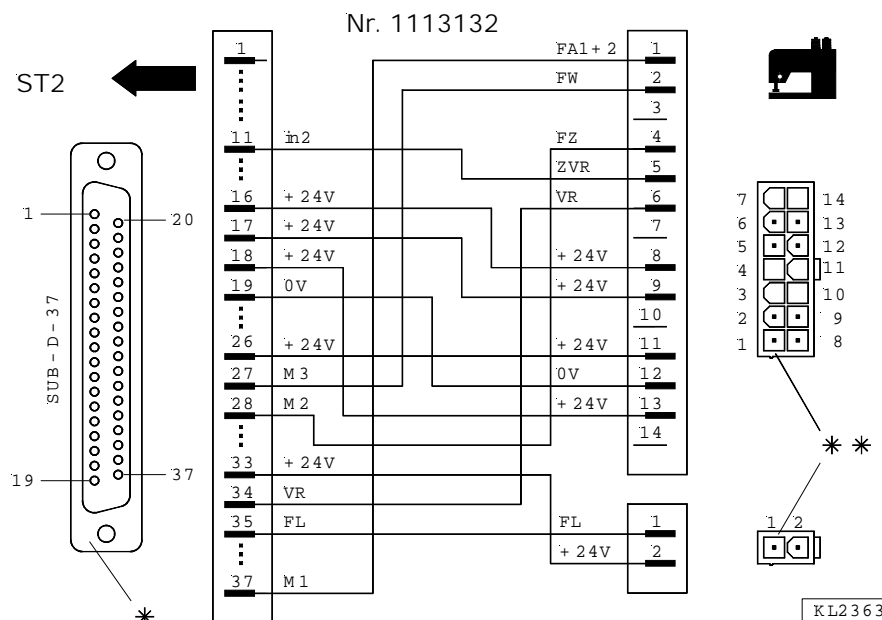 Nr. 1113132
ST2
1
11 in2
16 +24V
17 +24V
18 +24V
19 0V
26 +24V
27 M3
28 M2
33 +24V
34 VR
35 FL
37 M1
FA1+2 1
FW 2
3
FZ 4
ZVR 5
VR 6
7
+24V 8
+24V 9
10
+24V 11
0V 12
+24V 13
14
FL 1
+24V 2
1 20
SUB-D-37
19 37
*
7 14
6 13
5 12
4 11
3 10
2 9
1 8
* *
1 2
KL2363